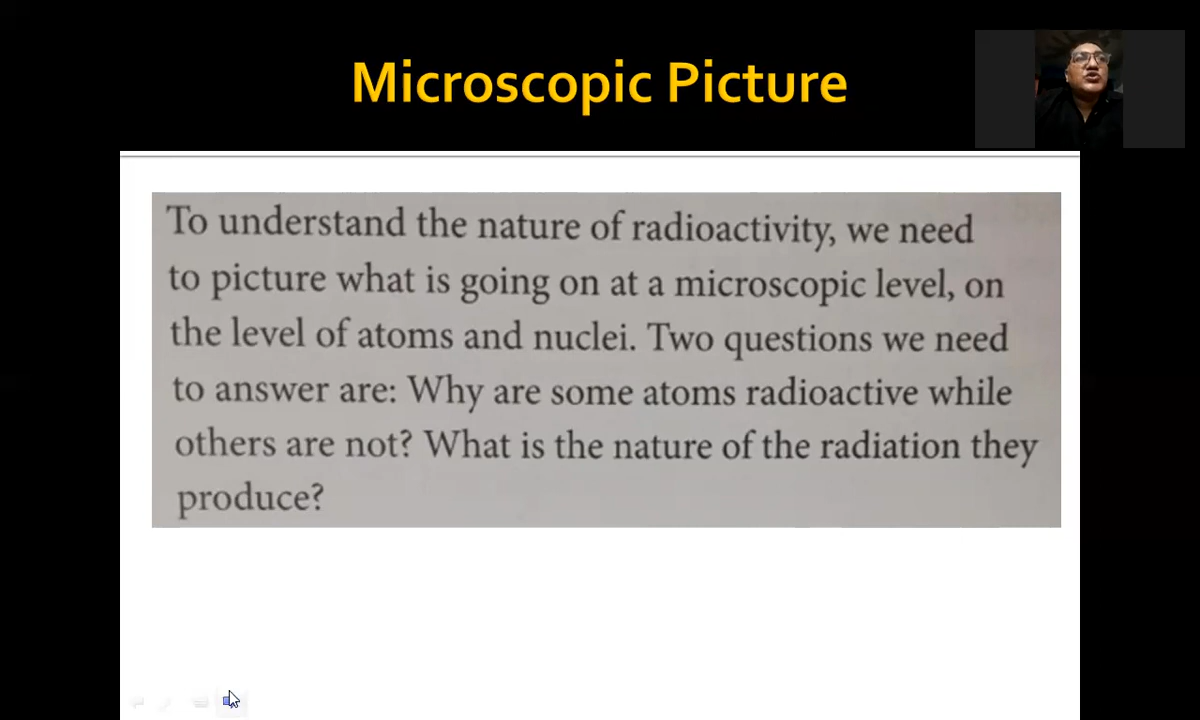 Microscopic Picture
To understand the nature of radioactivity, we need
to picture what is going on at a microscopic level, on
the level of atoms and nuclei. Two questions we need
to answer are: Why are some atoms radioactive while
others are not? What is the nature of the radiation they
produce?